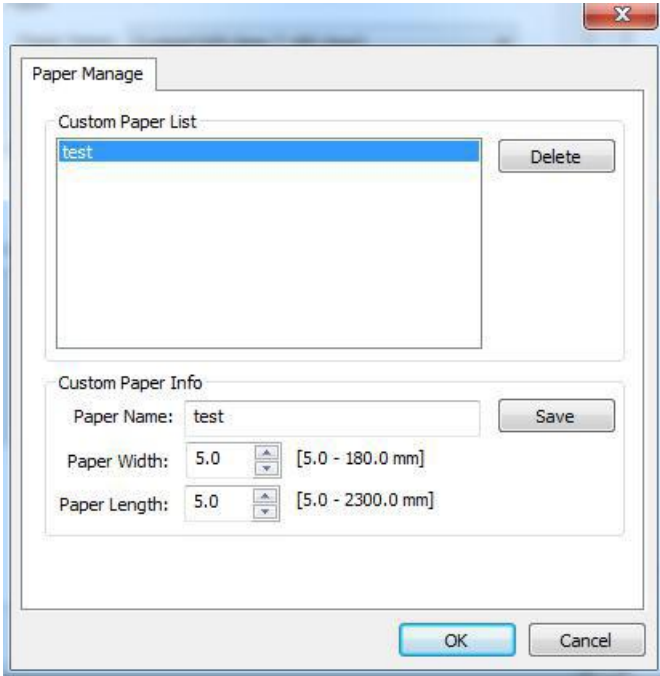 Paper Manage
Custom Paper List
test
Delete
Custom Paper Info
Paper Name: test
Save
Paper Width: 5.0 [5.0 - 180.0 mm]
Paper Length: 5.0 [5.0 - 2300.0 mm]
OK Cancel